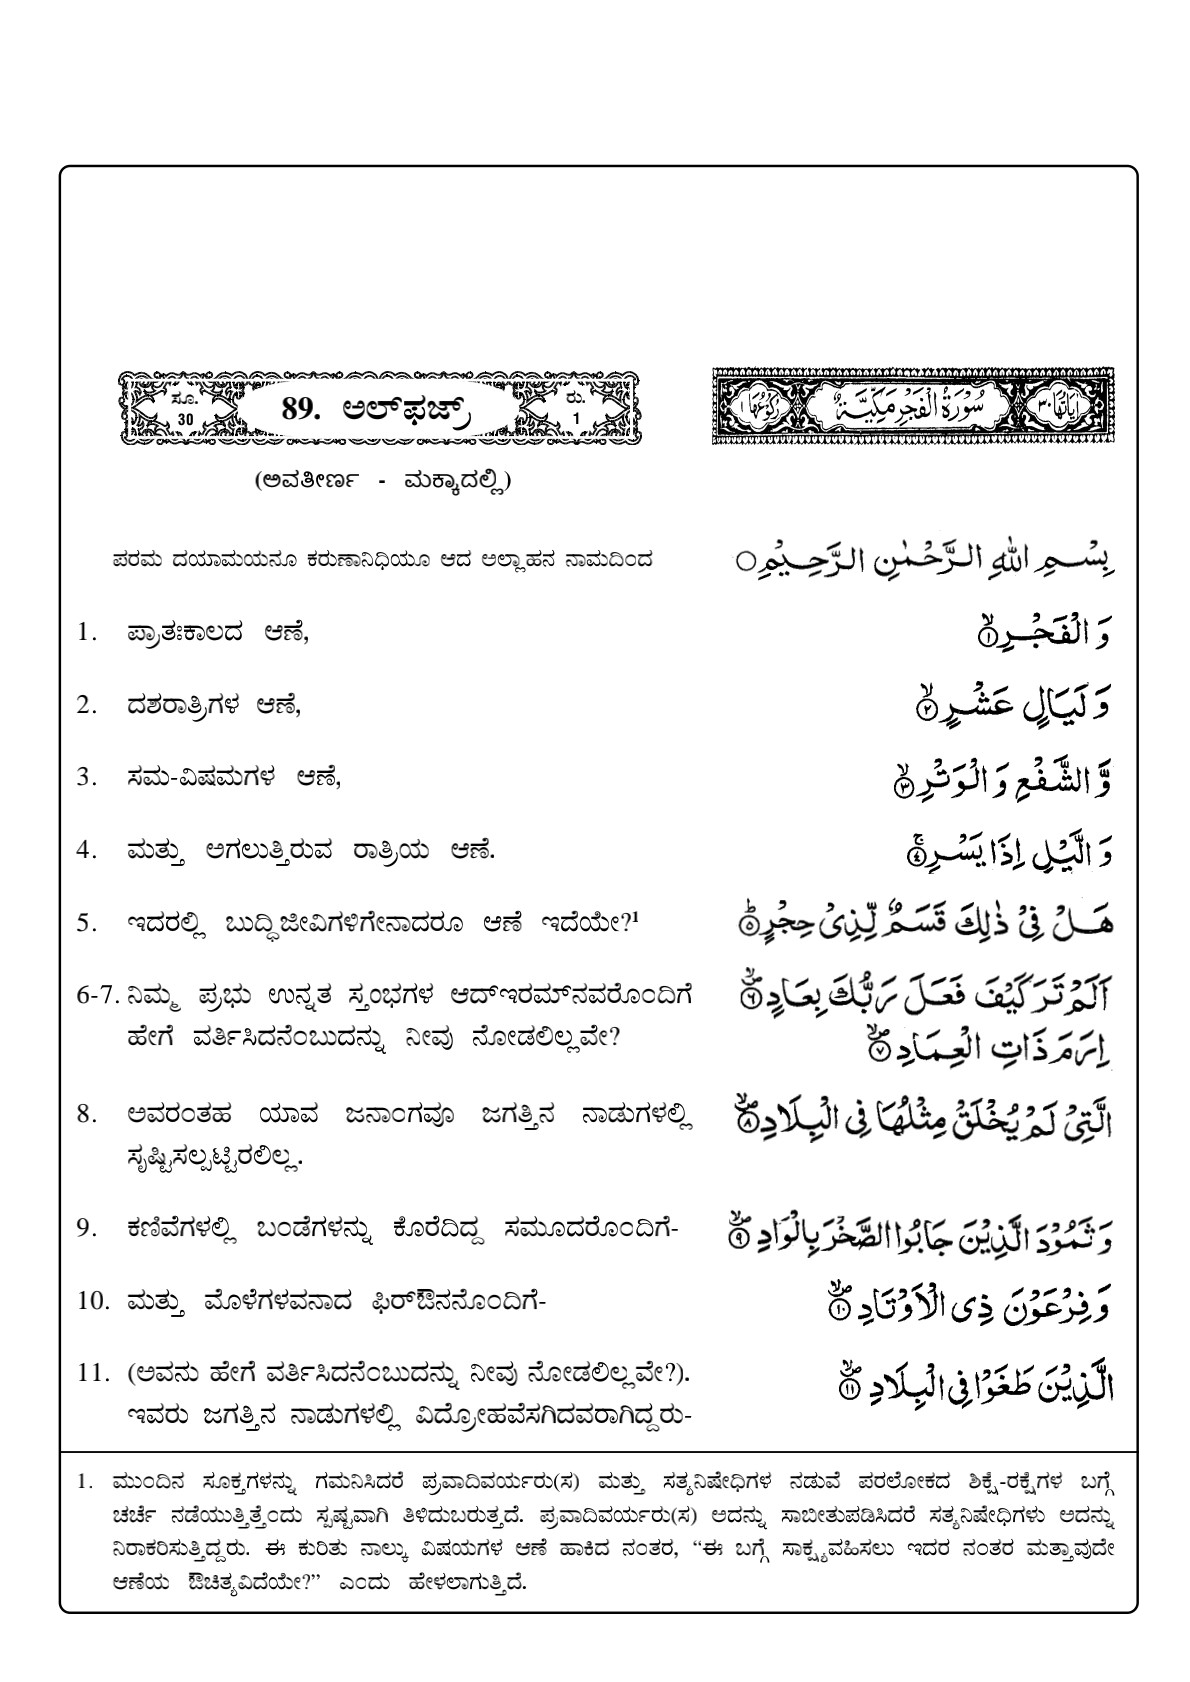 ಸೂ.
30
89. ಅಲ್‌ಫಜ್ರ್
ರು.
1
اٰيَاتُهَا ٣٠
سُوْرَةُ الْفَجْرِ مَكِّيَّةٌ
رُكُوْعُهَا ١
(ಅವತೀರ್ಣ - ಮಕ್ಕಾದಲ್ಲಿ)
ಪರಮ ದಯಾಮಯನೂ ಕರುಣಾನಿಧಿಯೂ ಆದ ಅಲ್ಲಾಹನ ನಾಮದಿಂದ
بِسْمِ اللّٰهِ الرَّحْمٰنِ الرَّحِيْمِ ○
1. ಪ್ರಾತಃಕಾಲದ ಆಣೆ,
وَ الْفَجْرِ ۙ﴿١﴾
2. ದಶರಾತ್ರಿಗಳ ಆಣೆ,
وَ لَيَالٍ عَشْرٍ ۙ﴿٢﴾
3. ಸಮ-ವಿಷಮಗಳ ಆಣೆ,
وَّ الشَّفْعِ وَ الْوَتْرِ ۙ﴿٣﴾
4. ಮತ್ತು ಅಗಲುತ್ತಿರುವ ರಾತ್ರಿಯ ಆಣೆ.
وَ الَّيْلِ اِذَا يَسْرِ ۚ﴿٤﴾
5. ಇದರಲ್ಲಿ ಬುದ್ಧಿಜೀವಿಗಳಿಗೇನಾದರೂ ಆಣೆ ಇದೆಯೇ?¹
هَلْ فِيْ ذٰلِكَ قَسَمٌ لِّذِيْ حِجْرٍ ؕ﴿٥﴾
6-7. ನಿಮ್ಮ ಪ್ರಭು ಉನ್ನತ ಸ್ತಂಭಗಳ ಆದ್‌ಇರಮ್‌ನವರೊಂದಿಗೆ
ಹೇಗೆ ವರ್ತಿಸಿದನೆಂಬುದನ್ನು ನೀವು ನೋಡಲಿಲ್ಲವೇ?
اَلَمْ تَرَ كَيْفَ فَعَلَ رَبُّكَ بِعَادٍ ۙ﴿٦﴾
اِرَمَ ذَاتِ الْعِمَادِ ۙ﴿٧﴾
8. ಅವರಂತಹ ಯಾವ ಜನಾಂಗವೂ ಜಗತ್ತಿನ ನಾಡುಗಳಲ್ಲಿ
ಸೃಷ್ಟಿಸಲ್ಪಟ್ಟಿರಲಿಲ್ಲ.
الَّتِيْ لَمْ يُخْلَقْ مِثْلُهَا فِي الْبِلَادِ ۙ﴿٨﴾
9. ಕಣಿವೆಗಳಲ್ಲಿ ಬಂಡೆಗಳನ್ನು ಕೊರೆದಿದ್ದ ಸಮೂದರೊಂದಿಗೆ-
وَ ثَمُوْدَ الَّذِيْنَ جَابُوا الصَّخْرَ بِالْوَادِ ۙ﴿٩﴾
10. ಮತ್ತು ಮೊಳೆಗಳವನಾದ ಫಿರ್‌ಔನನೊಂದಿಗೆ-
وَ فِرْعَوْنَ ذِي الْاَوْتَادِ ۙ﴿١٠﴾
11. (ಅವನು ಹೇಗೆ ವರ್ತಿಸಿದನೆಂಬುದನ್ನು ನೀವು ನೋಡಲಿಲ್ಲವೇ?).
ಇವರು ಜಗತ್ತಿನ ನಾಡುಗಳಲ್ಲಿ ವಿದ್ರೋಹವೆಸಗಿದವರಾಗಿದ್ದರು-
الَّذِيْنَ طَغَوْا فِي الْبِلَادِ ۙ﴿١١﴾
1. ಮುಂದಿನ ಸೂಕ್ತಗಳನ್ನು ಗಮನಿಸಿದರೆ ಪ್ರವಾದಿವರ್ಯರು(ಸ) ಮತ್ತು ಸತ್ಯನಿಷೇಧಿಗಳ ನಡುವೆ ಪರಲೋಕದ ಶಿಕ್ಷೆ-ರಕ್ಷೆಗಳ ಬಗ್ಗೆ
ಚರ್ಚೆ ನಡೆಯುತ್ತಿತ್ತೆಂದು ಸ್ಪಷ್ಟವಾಗಿ ತಿಳಿದುಬರುತ್ತದೆ. ಪ್ರವಾದಿವರ್ಯರು(ಸ) ಅದನ್ನು ಸಾಬೀತುಪಡಿಸಿದರೆ ಸತ್ಯನಿಷೇಧಿಗಳು ಅದನ್ನು
ನಿರಾಕರಿಸುತ್ತಿದ್ದರು. ಈ ಕುರಿತು ನಾಲ್ಕು ವಿಷಯಗಳ ಆಣೆ ಹಾಕಿದ ನಂತರ, “ಈ ಬಗ್ಗೆ ಸಾಕ್ಷ್ಯವಹಿಸಲು ಇದರ ನಂತರ ಮತ್ತಾವುದೇ
ಆಣೆಯ ಔಚಿತ್ಯವಿದೆಯೇ?” ಎಂದು ಹೇಳಲಾಗುತ್ತಿದೆ.